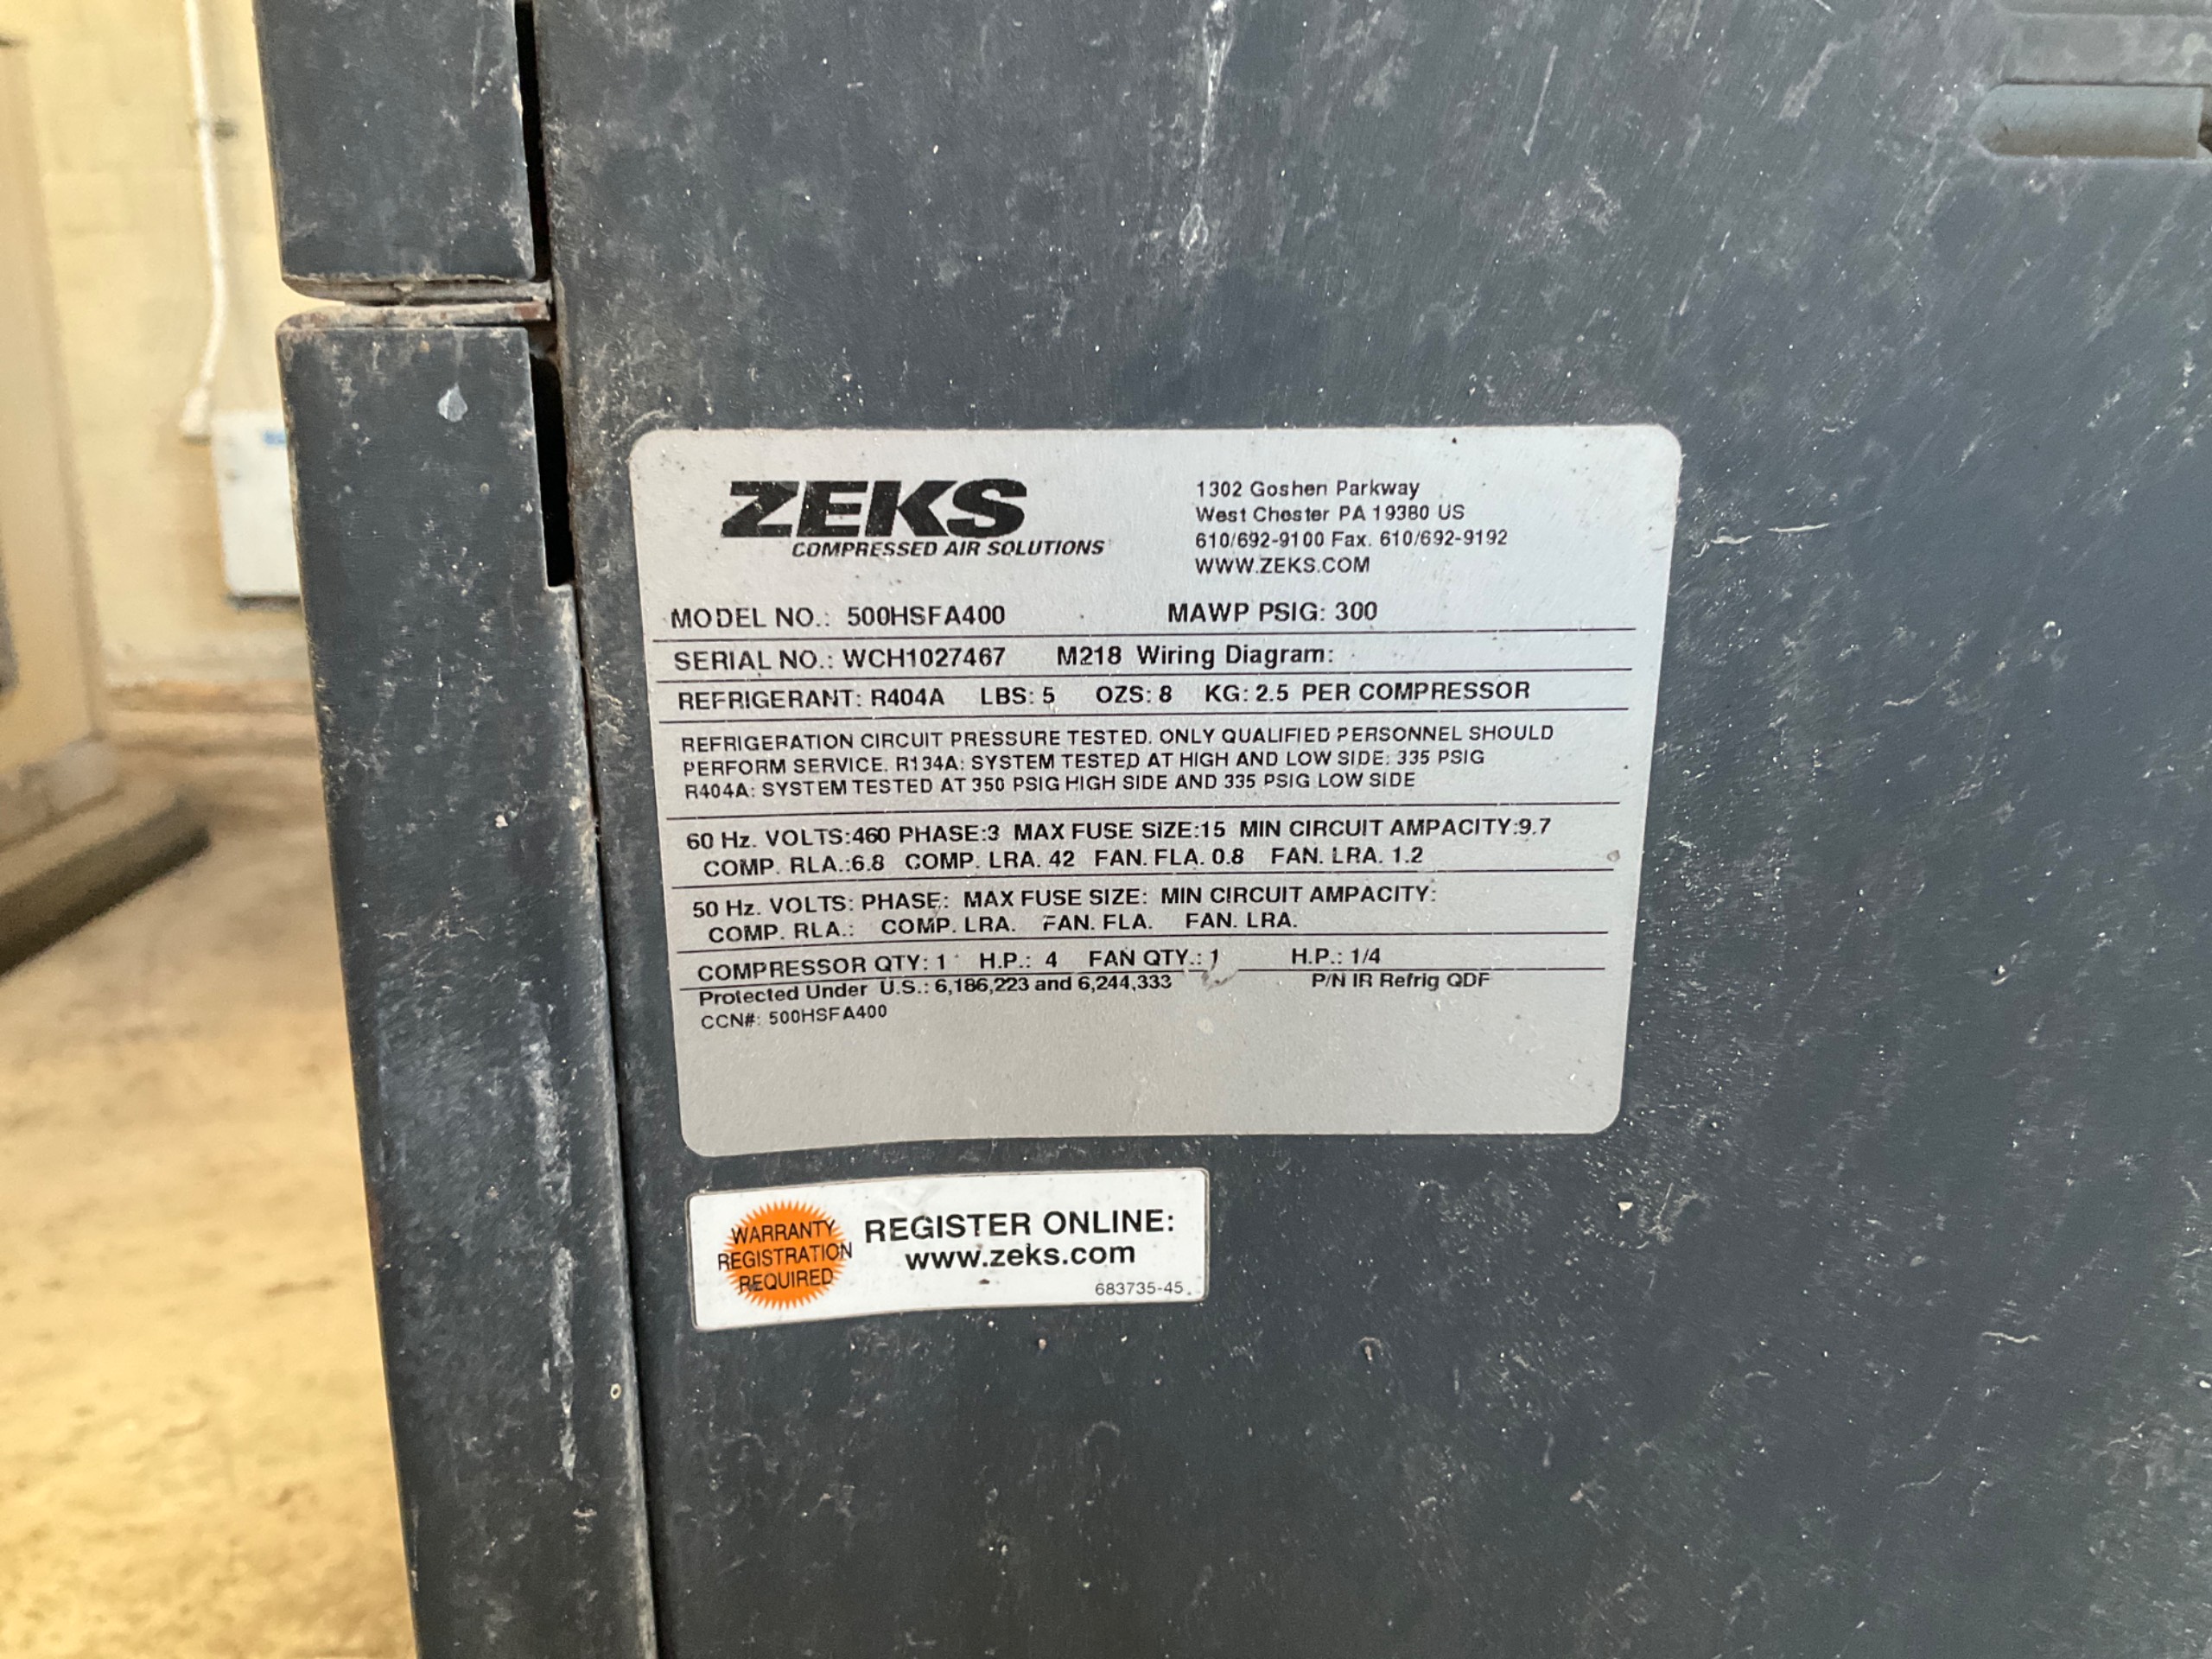 ZEKS
COMPRESSED AIR SOLUTIONS
1302 Goshen Parkway
West Chester PA 19380 US
610/692-9100 Fax. 610/692-9192
WWW.ZEKS.COM
MODEL NO.: 500HSFA400 MAWP PSIG: 300
SERIAL NO.: WCH1027467 M218 Wiring Diagram:
REFRIGERANT: R404A LBS: 5 OZS: 8 KG: 2.5 PER COMPRESSOR
REFRIGERATION CIRCUIT PRESSURE TESTED. ONLY QUALIFIED PERSONNEL SHOULD
PERFORM SERVICE. R134A: SYSTEM TESTED AT HIGH AND LOW SIDE: 335 PSIG
R404A: SYSTEM TESTED AT 350 PSIG HIGH SIDE AND 335 PSIG LOW SIDE
60 Hz. VOLTS:460 PHASE:3 MAX FUSE SIZE:15 MIN CIRCUIT AMPACITY:9.7
COMP. RLA.:6.8 COMP. LRA. 42 FAN. FLA. 0.8 FAN. LRA. 1.2
50 Hz. VOLTS: PHASE: MAX FUSE SIZE: MIN CIRCUIT AMPACITY:
COMP. RLA.: COMP. LRA. FAN. FLA. FAN. LRA.
COMPRESSOR QTY: 1 H.P.: 4 FAN QTY.: 1 H.P.: 1/4
Protected Under U.S.: 6,186,223 and 6,244,333 P/N IR Refrig QDF
CCN#: 500HSFA400
WARRANTY
REGISTRATION
REQUIRED
REGISTER ONLINE:
www.zeks.com
683735-45